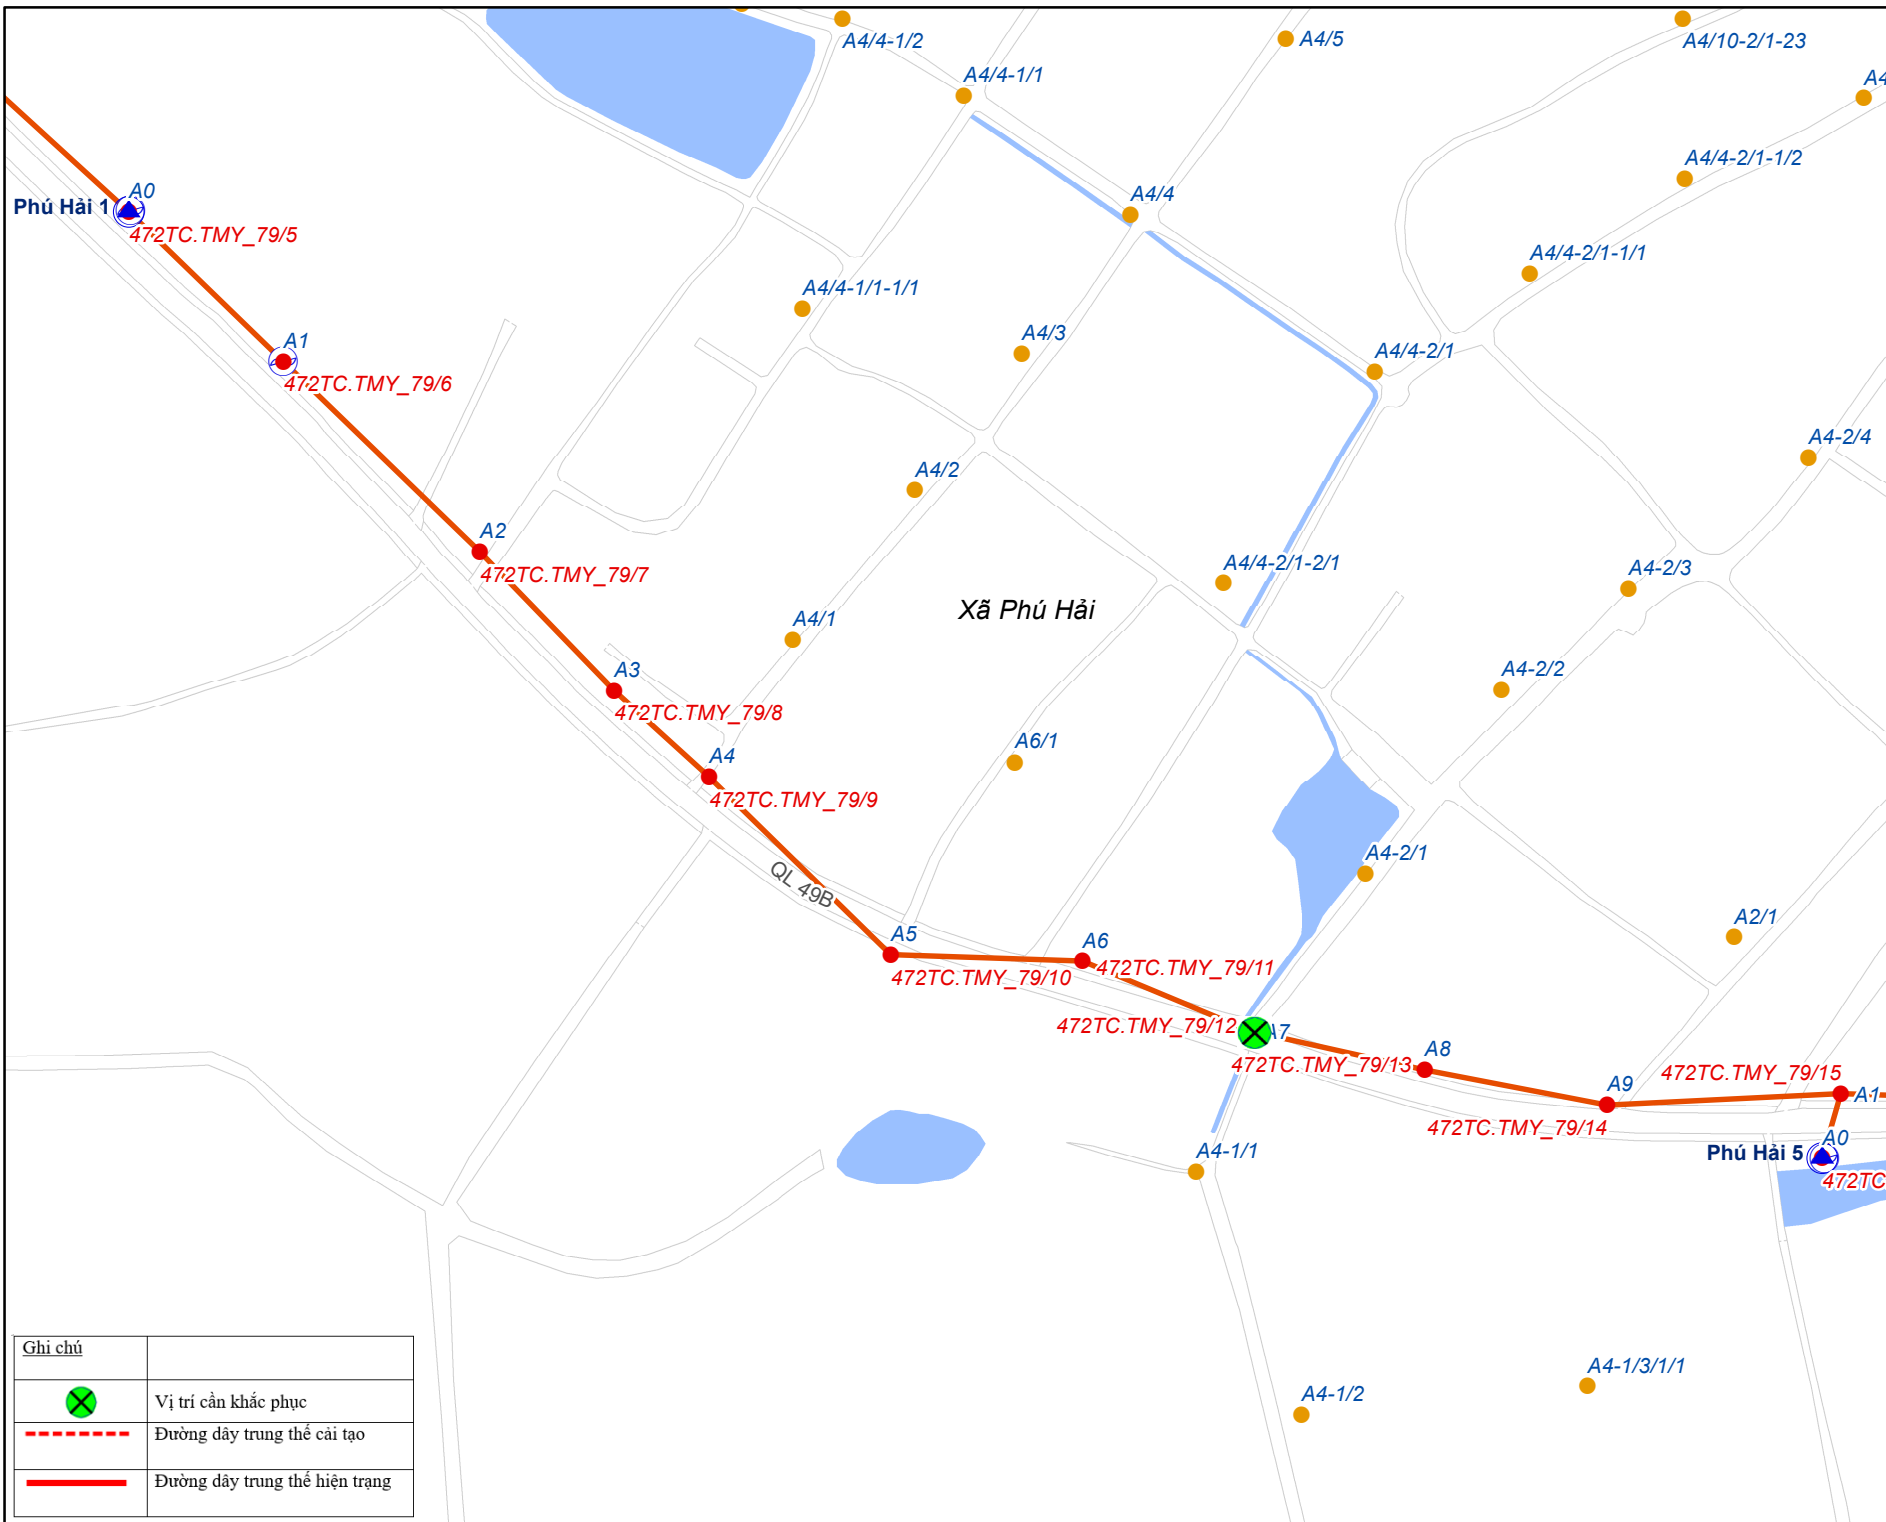 A4/4-1/2
A4/5
A4/10-2/1-23
A4/4-1/1
A4
A4/4-2/1-1/2
A0
Phú Hải 1
472TC.TMY_79/5
A4/4
A4/4-2/1-1/1
A4/4-1/1-1/1
A1
472TC.TMY_79/6
A4/3
A4/4-2/1
A4-2/4
A4/2
A2
472TC.TMY_79/7
A4/4-2/1-2/1
A4-2/3
Xã Phú Hải
A4/1
A3
472TC.TMY_79/8
A4-2/2
A6/1
A4
472TC.TMY_79/9
A4-2/1
QL 49B
A2/1
A5
472TC.TMY_79/10
A6
472TC.TMY_79/11
472TC.TMY_79/12
A7
472TC.TMY_79/13
A8
472TC.TMY_79/15
A9
A1
472TC.TMY_79/14
A0
Phú Hải 5
472TC
A4-1/1
A4-1/3/1/1
A4-1/2
Ghi chú
Vị trí cần khắc phục
Đường dây trung thế cải tạo
Đường dây trung thế hiện trạng